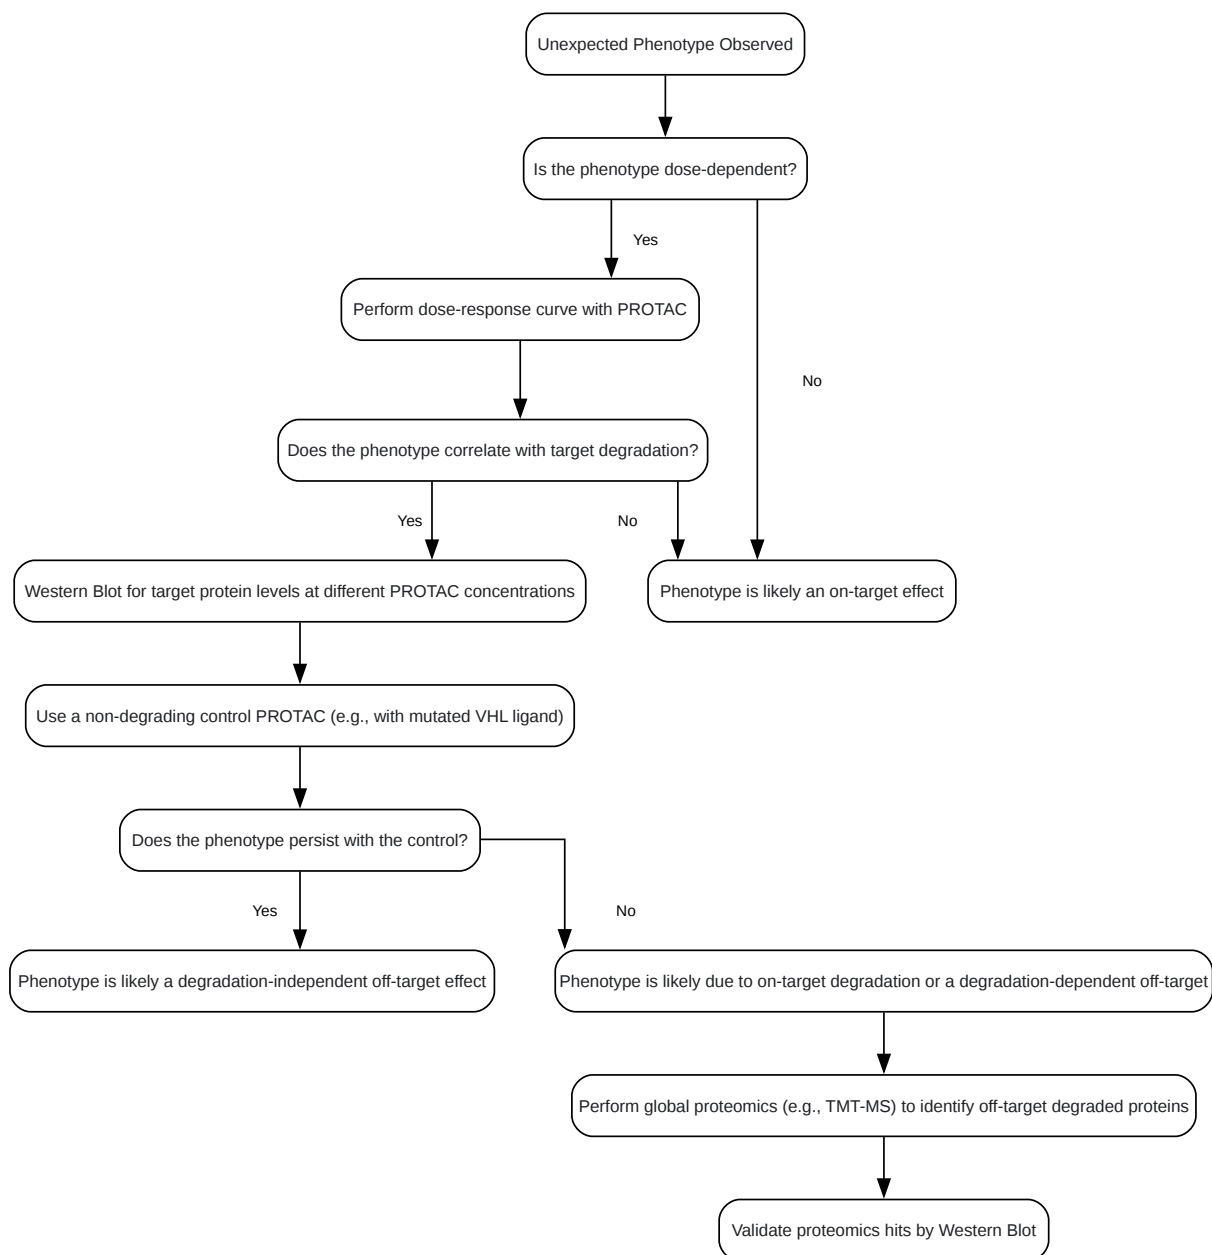 Unexpected Phenotype Observed
Is the phenotype dose-dependent?
Yes
Perform dose-response curve with PROTAC
No
Does the phenotype correlate with target degradation?
Yes
No
Western Blot for target protein levels at different PROTAC concentrations
Phenotype is likely an on-target effect
Use a non-degrading control PROTAC (e.g., with mutated VHL ligand)
Does the phenotype persist with the control?
Yes
No
Phenotype is likely a degradation-independent off-target effect
Phenotype is likely due to on-target degradation or a degradation-dependent off-target
Perform global proteomics (e.g., TMT-MS) to identify off-target degraded proteins
Validate proteomics hits by Western Blot